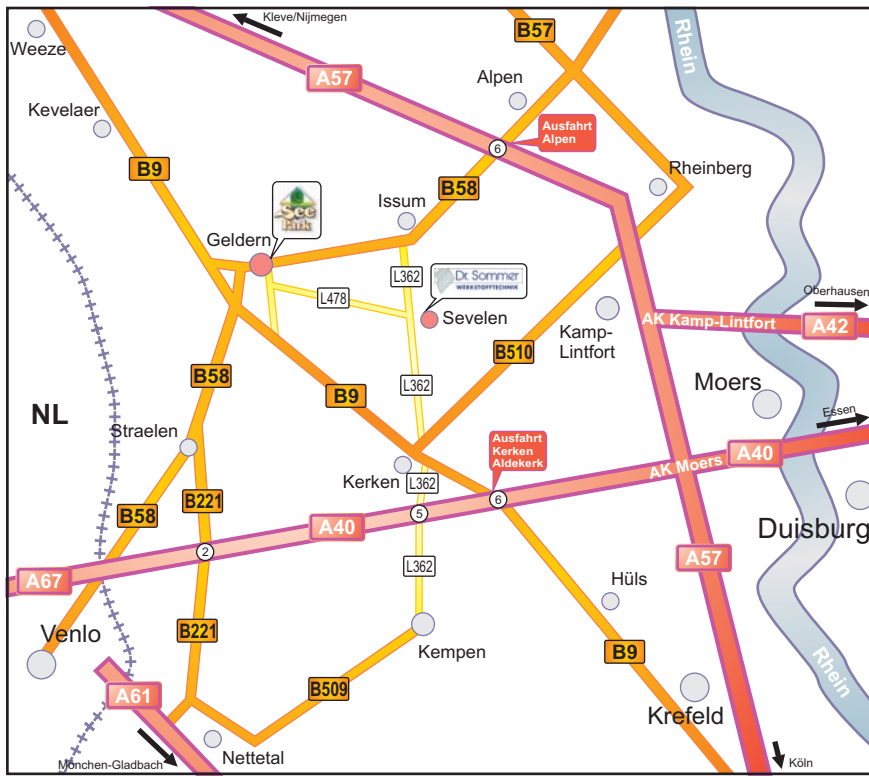 Kleve/Nijmegen
Weeze
B57
Rhein
A57
Alpen
Kevelaer
Ausfahrt
Alpen
6
B9
B58
Rheinberg
See
Park
Issum
Geldern
L362
Dr. Sommer
WERKSTOFFTECHNIK
L478
Sevelen
Oberhausen
Kamp-
Lintfort
AK Kamp-Lintfort
A42
B510
B58
B9
L362
Moers
NL
Essen
Ausfahrt
Kerken
Aldekerk
Straelen
A40
AK Moers
Kerken
L362
B221
6
Duisburg
B58
A40
5
2
A57
L362
A67
Hüls
Venlo
B221
Kempen
B9
Rhein
A61
B509
Krefeld
Nettetal
Mönchen-Gladbach
Köln